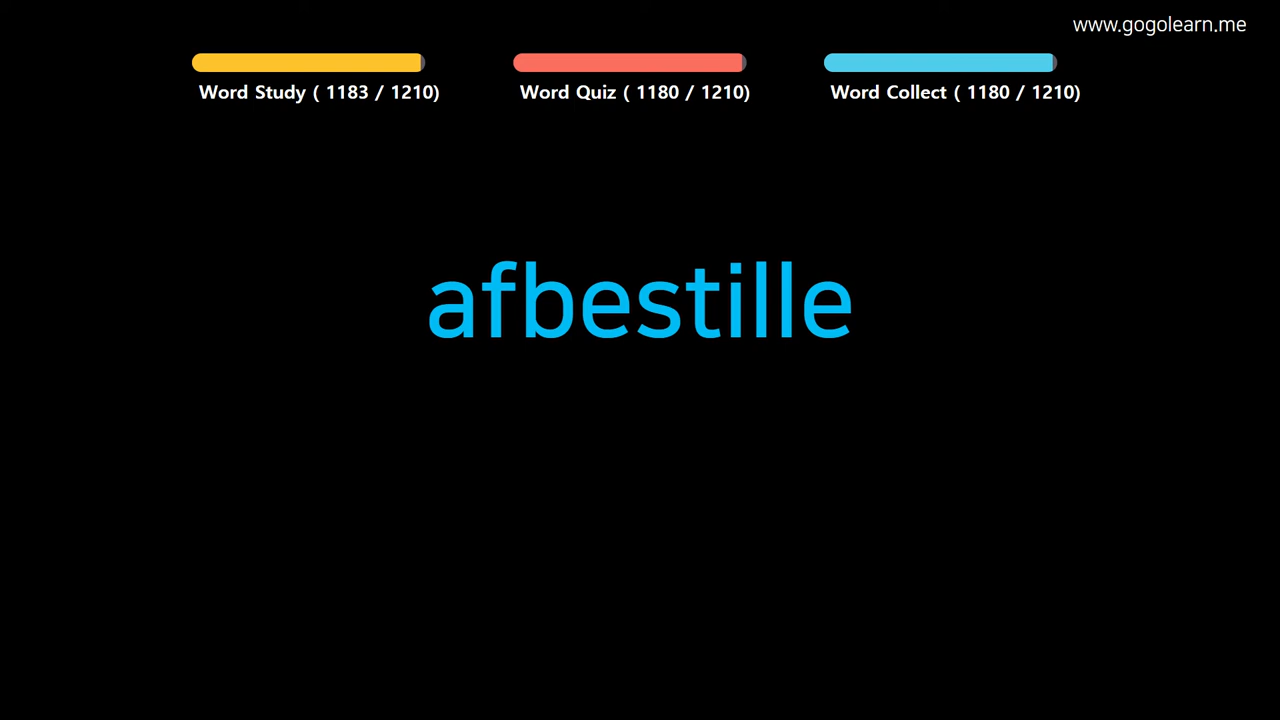 www.gogolearn.me
Word Study ( 1183 / 1210)
Word Quiz ( 1180 / 1210)
Word Collect ( 1180 / 1210)
afbestille